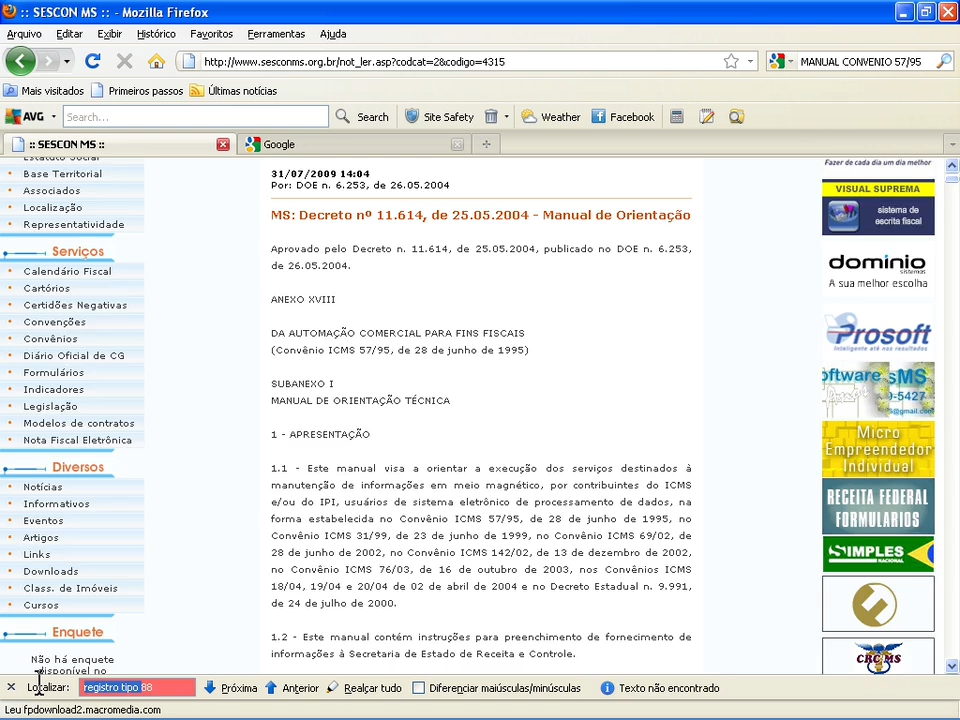 :: SESCON MS :: - Mozilla Firefox
Arquivo Editar Exibir Histórico Favoritos Ferramentas Ajuda
http://www.sesconms.org.br/not_ler.asp?codcat=2&codigo=4315
MANUAL CONVENIO 57/95
Mais visitados Primeiros passos Últimas notícias
AVG Search... Search Site Safety Weather Facebook
:: SESCON MS :: Google
Estatuto Social
Base Territorial
Associados
Localização
Representatividade
Serviços
Calendário Fiscal
Cartórios
Certidões Negativas
Convenções
Convênios
Diário Oficial de CG
Formulários
Indicadores
Legislação
Modelos de contratos
Nota Fiscal Eletrônica
Diversos
Notícias
Informativos
Eventos
Artigos
Links
Downloads
Class. de Imóveis
Cursos
Enquete
Não há enquete
disponível no
31/07/2009 14:04
Por: DOE n. 6.253, de 26.05.2004
MS: Decreto nº 11.614, de 25.05.2004 - Manual de Orientação
Aprovado pelo Decreto n. 11.614, de 25.05.2004, publicado no DOE n. 6.253,
de 26.05.2004.
ANEXO XVIII
DA AUTOMAÇÃO COMERCIAL PARA FINS FISCAIS
(Convênio ICMS 57/95, de 28 de junho de 1995)
SUBANEXO I
MANUAL DE ORIENTAÇÃO TÉCNICA
1 - APRESENTAÇÃO
1.1 - Este manual visa a orientar a execução dos serviços destinados à
manutenção de informações em meio magnético, por contribuintes do ICMS
e/ou do IPI, usuários de sistema eletrônico de processamento de dados, na
forma estabelecida no Convênio ICMS 57/95, de 28 de junho de 1995, no
Convênio ICMS 31/99, de 23 de junho de 1999, no Convênio ICMS 69/02, de
28 de junho de 2002, no Convênio ICMS 142/02, de 13 de dezembro de 2002,
no Convênio ICMS 76/03, de 16 de outubro de 2003, nos Convênios ICMS
18/04, 19/04 e 20/04 de 02 de abril de 2004 e no Decreto Estadual n. 9.991,
de 24 de julho de 2000.
1.2 - Este manual contém instruções para preenchimento de fornecimento de
informações à Secretaria de Estado de Receita e Controle.
Fazer de cada dia um dia melhor
VISUAL SUPREMA
sistema de
escrita fiscal
domínio
sistemas
A sua melhor escolha
Prosoft
Inteligente até nos resultados
oftware sMS
9-5427
s@gmail.com
Micro
Empreendedor
Individual
RECEITA FEDERAL
FORMULÁRIOS
SIMPLES
NACIONAL
CRC MS
Localizar: registro tipo 88 Próxima Anterior Realçar tudo Diferenciar maiúsculas/minúsculas Texto não encontrado
Leu fpdownload2.macromedia.com